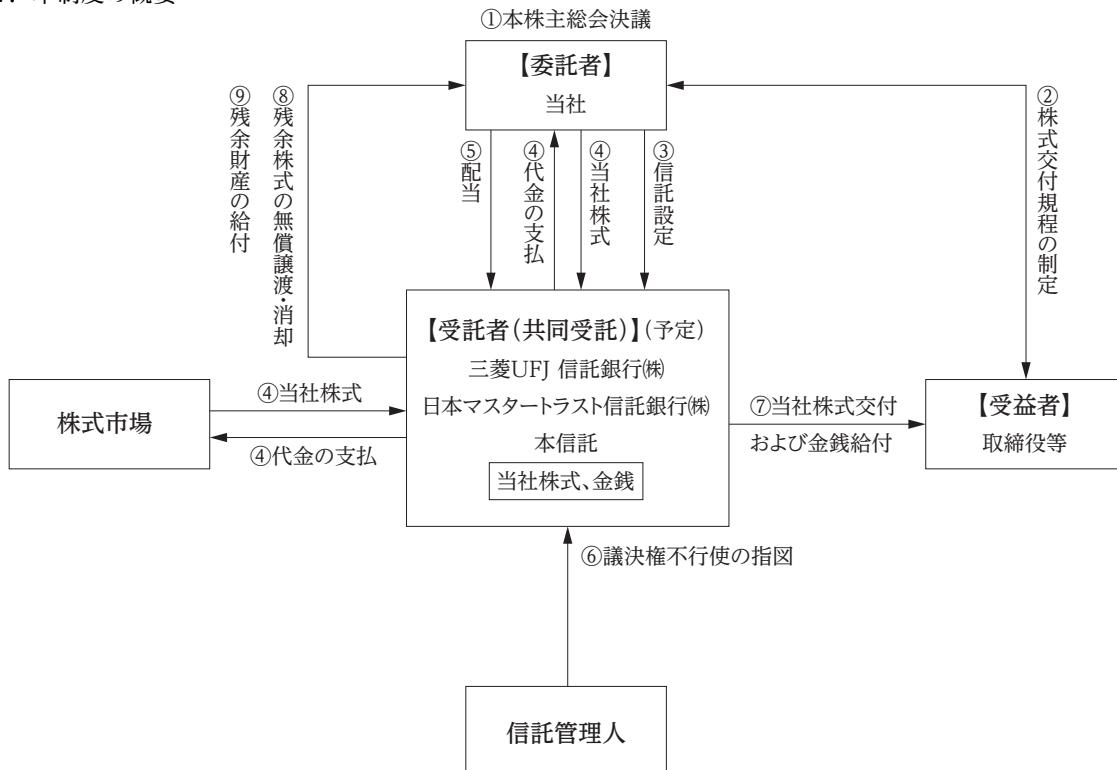 ①本株主総会決議
【委託者】
当社
⑨残余財産の給付
⑧残余株式の無償譲渡・消却
⑤配当
④代金の支払
④当社株式
③信託設定
②株式交付規程の制定
【受託者(共同受託)】(予定)
三菱UFJ 信託銀行㈱
日本マスタートラスト信託銀行㈱
本信託
当社株式、金銭
株式市場
④当社株式
④代金の支払
⑦当社株式交付
および金銭給付
【受益者】
取締役等
⑥議決権不行使の指図
信託管理人